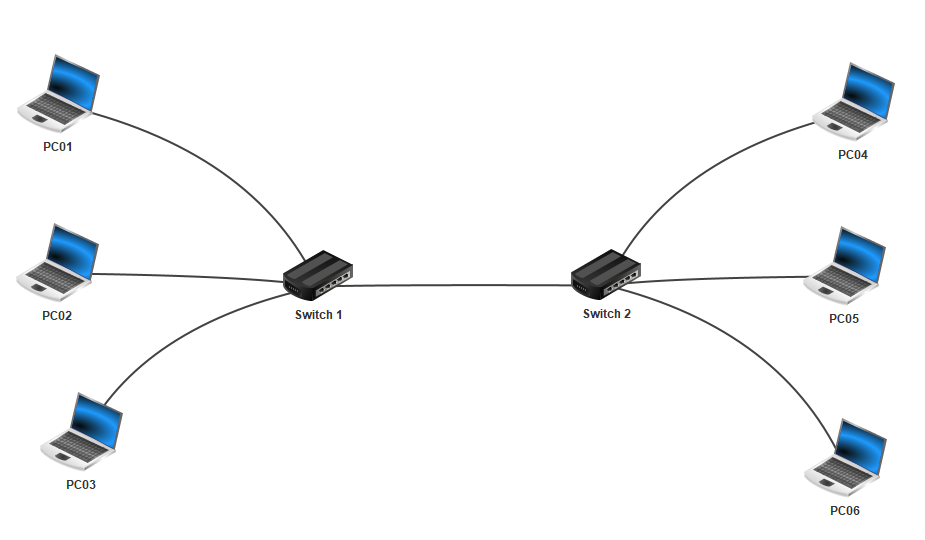 PC01
PC04
PC02
Switch 1
Switch 2
PC05
PC03
PC06